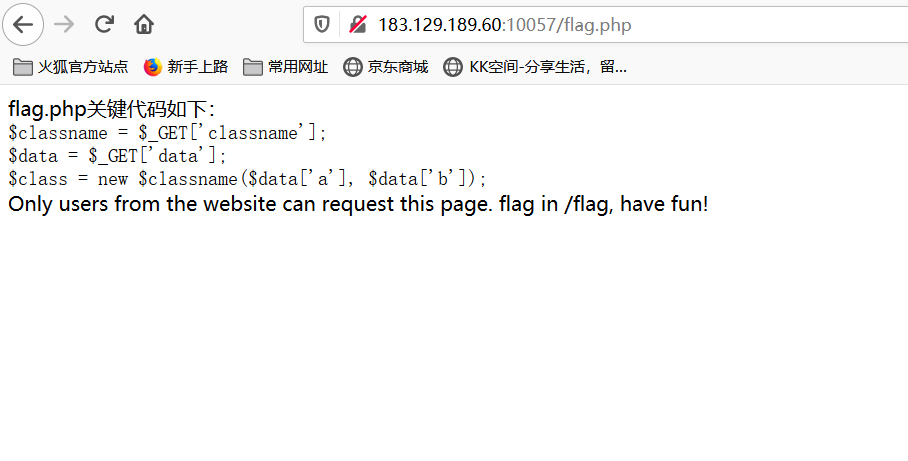 183.129.189.60:10057/flag.php
火狐官方站点 新手上路 常用网址 京东商城 KK空间-分享生活，留...
flag.php关键代码如下：
$classname = $_GET['classname'];
$data = $_GET['data'];
$class = new $classname($data['a'], $data['b']);
Only users from the website can request this page. flag in /flag, have fun!